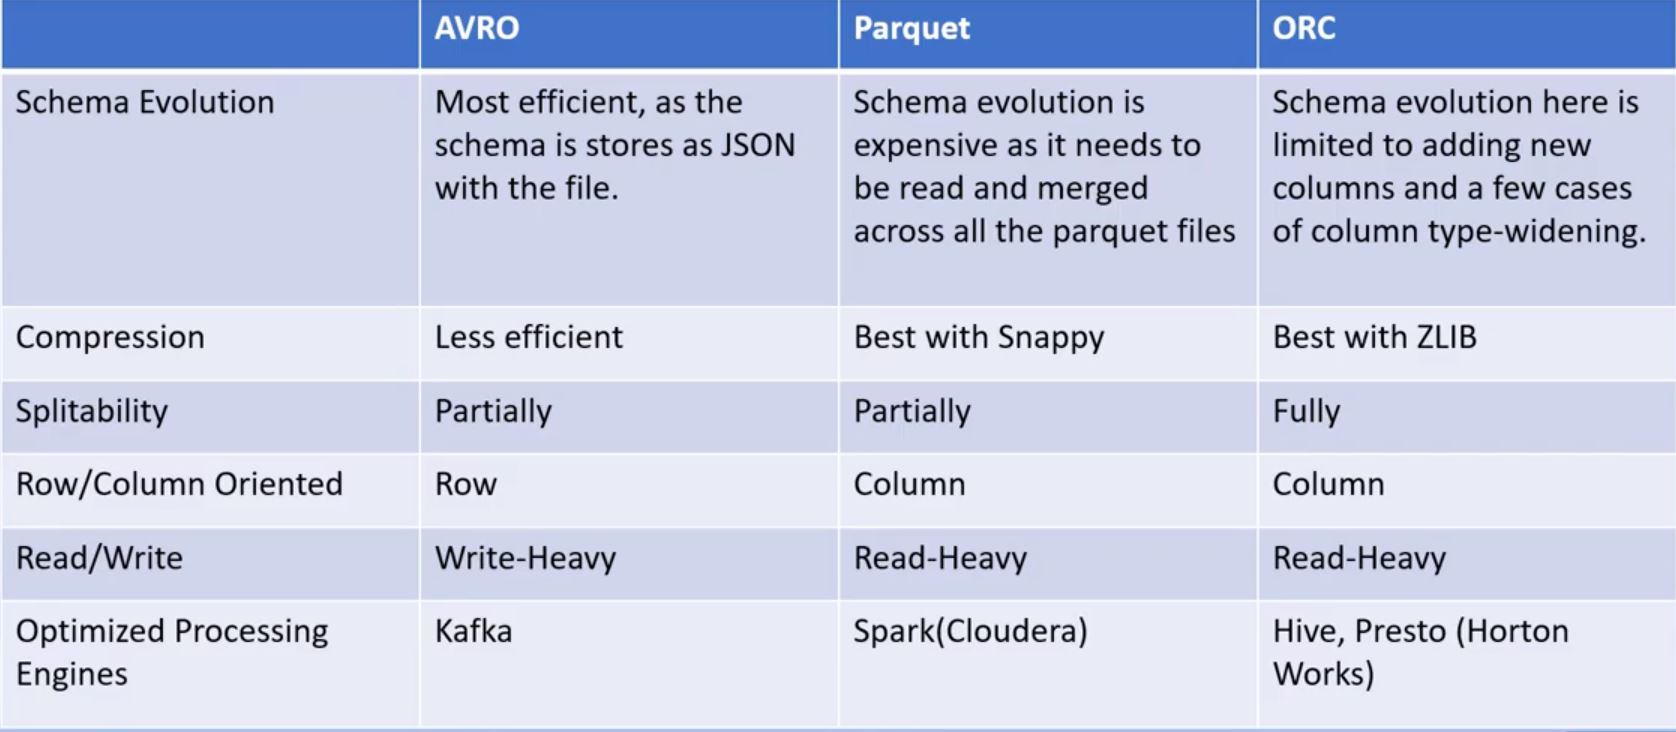 AVRO
Parquet
ORC
Schema Evolution
Most efficient, as the
schema is stores as JSON
with the file.
Schema evolution is
expensive as it needs to
be read and merged
across all the parquet files
Schema evolution here is
limited to adding new
columns and a few cases
of column type-widening.
Compression
Less efficient
Best with Snappy
Best with ZLIB
Splitability
Partially
Partially
Fully
Row/Column Oriented
Row
Column
Column
Read/Write
Write-Heavy
Read-Heavy
Read-Heavy
Optimized Processing
Engines
Kafka
Spark(Cloudera)
Hive, Presto (Horton
Works)